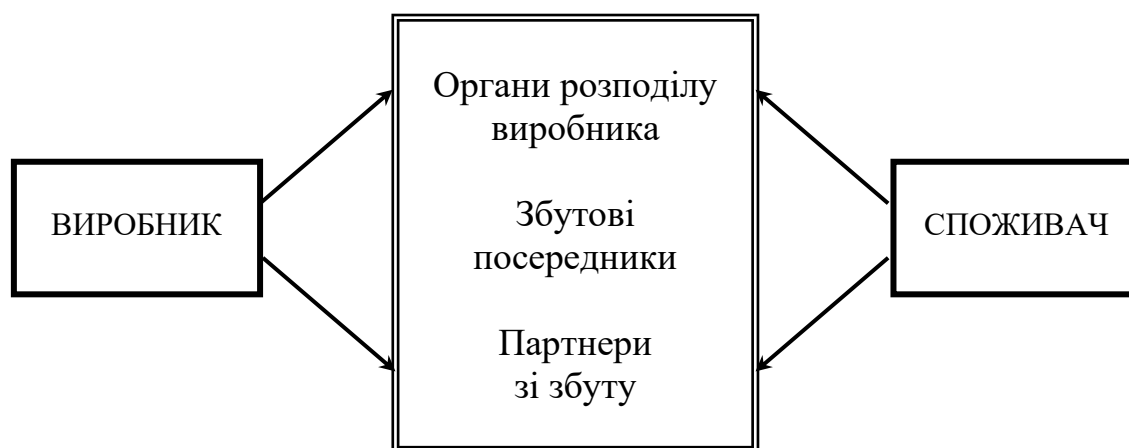 ВИРОБНИК
Органи розподілу
виробника
Збутові
посередники
Партнери
зі збуту
СПОЖИВАЧ